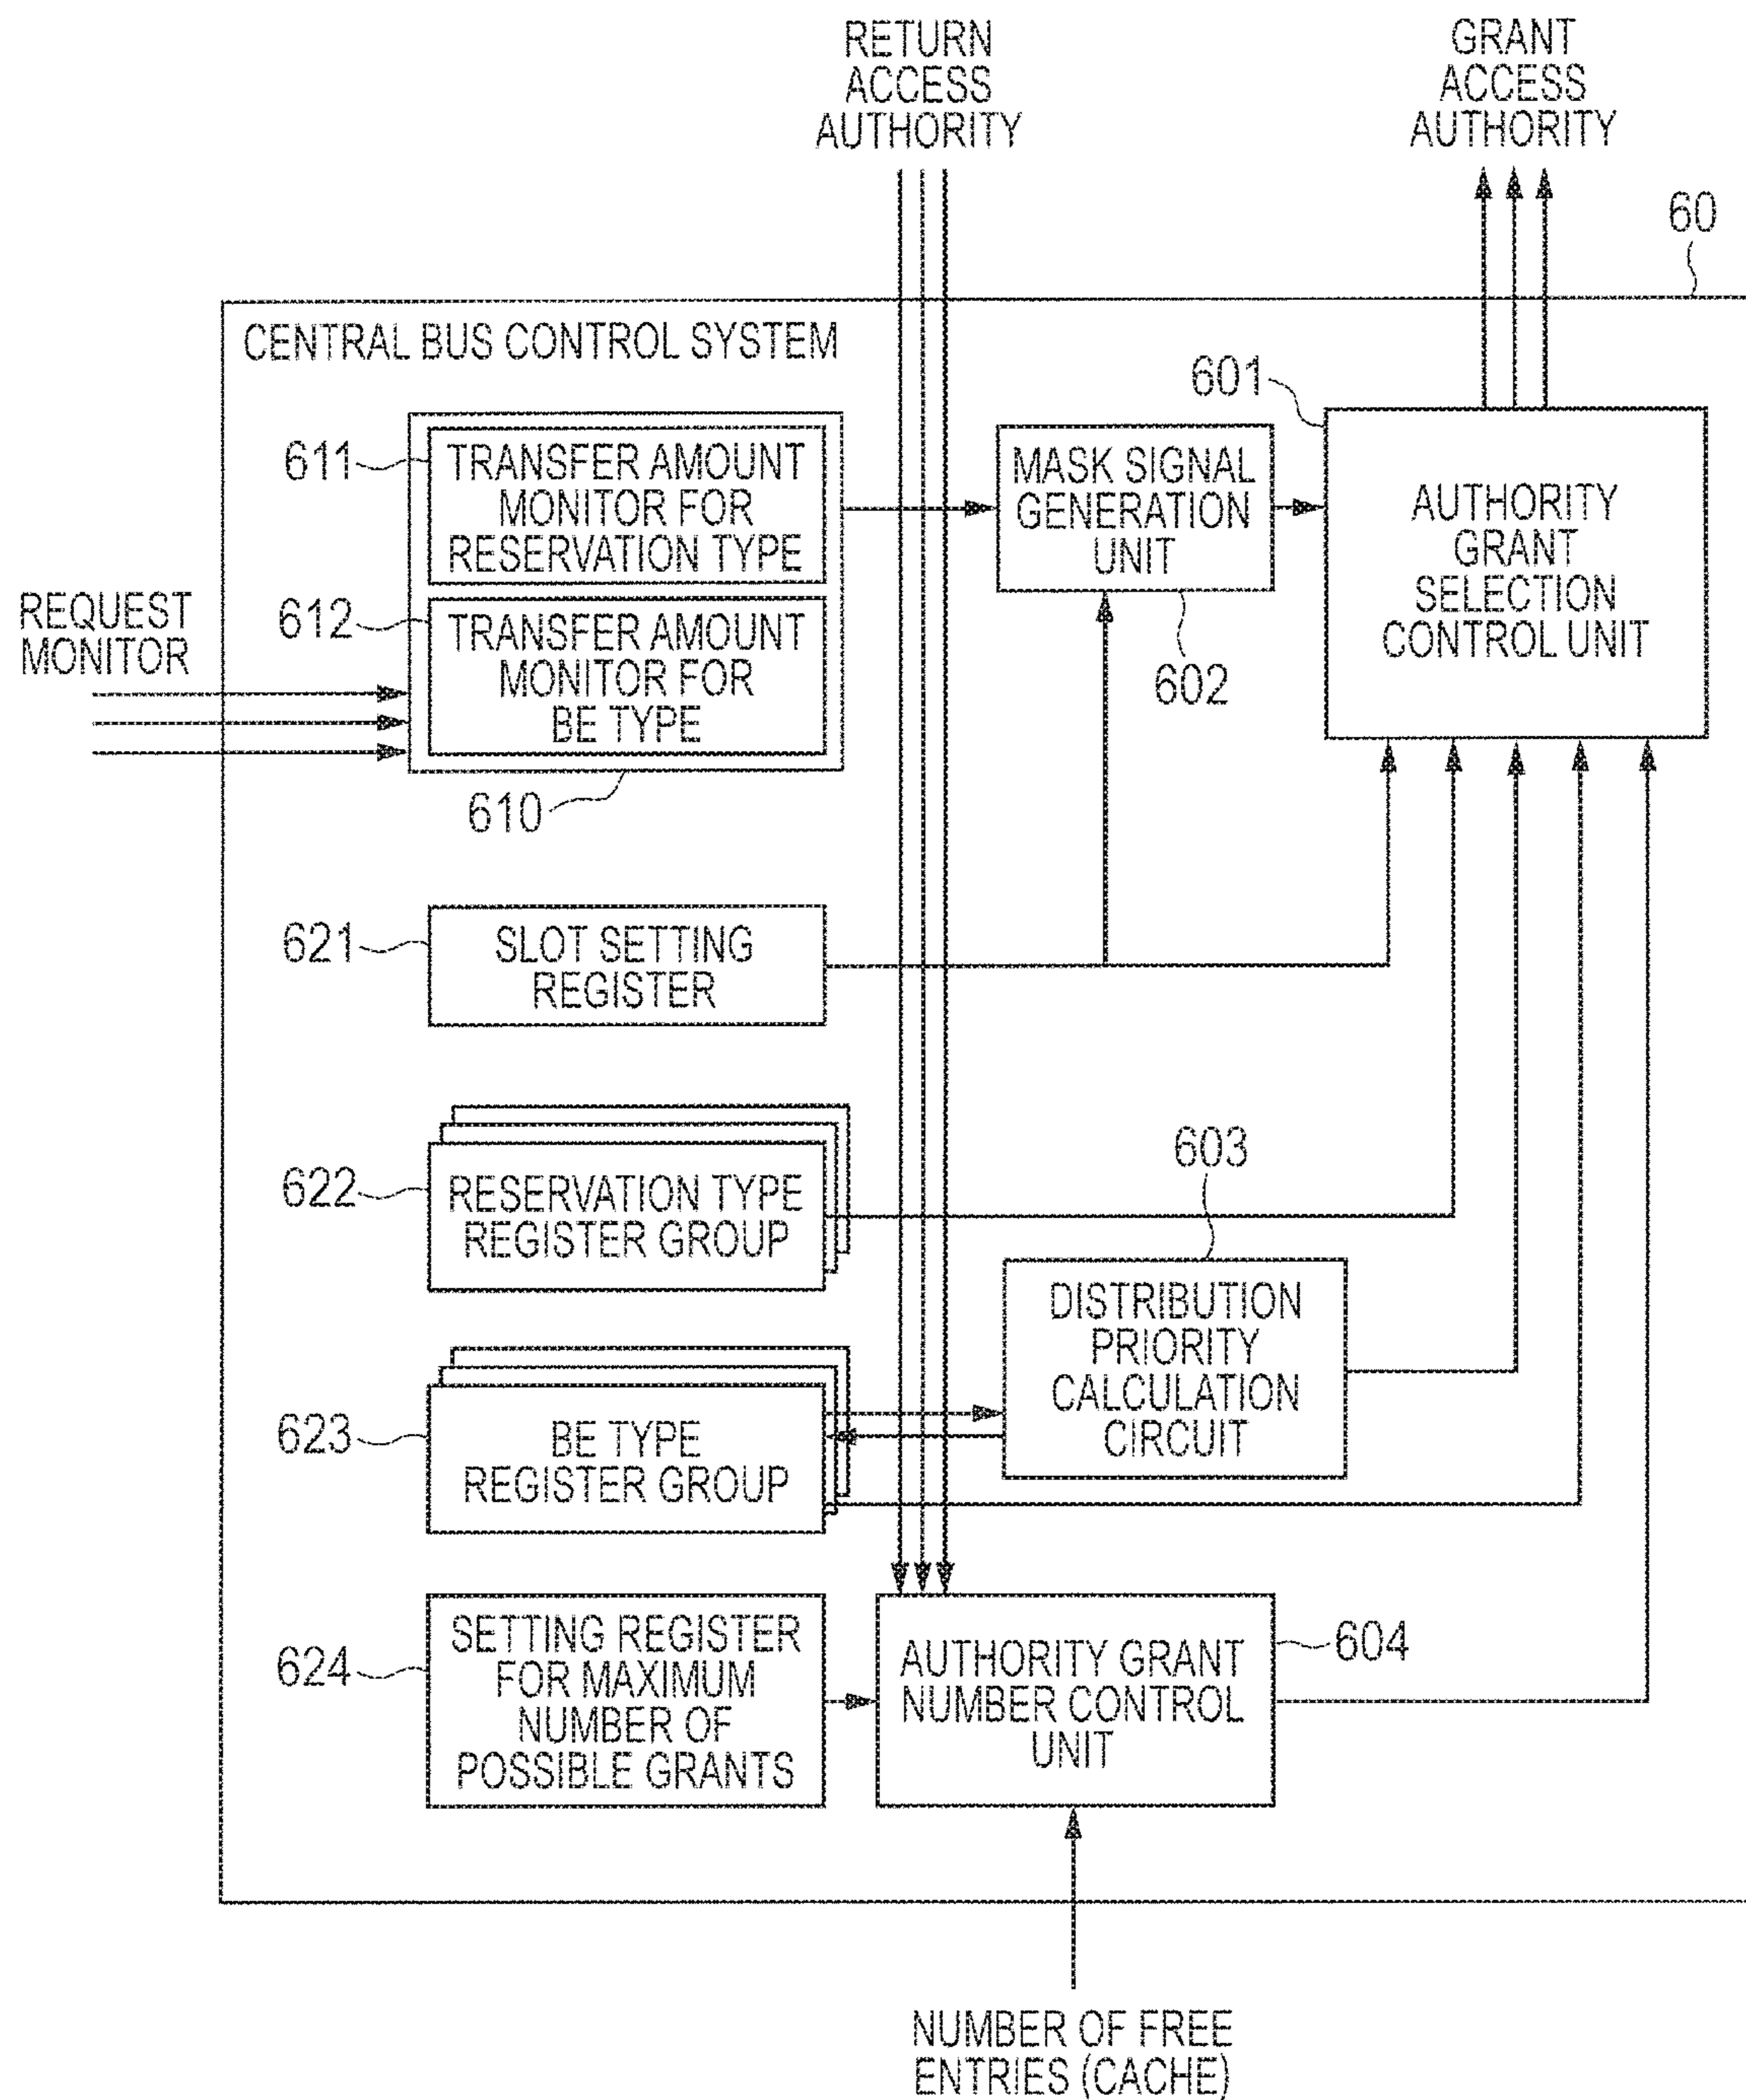 RETURN
ACCESS
AUTHORITY
GRANT
ACCESS
AUTHORITY
60
CENTRAL BUS CONTROL SYSTEM
601
611
TRANSFER AMOUNT
MONITOR FOR
RESERVATION TYPE
MASK SIGNAL
GENERATION
UNIT
AUTHORITY
GRANT
SELECTION
CONTROL UNIT
REQUEST
MONITOR
612
TRANSFER AMOUNT
MONITOR FOR
BE TYPE
602
610
621
SLOT SETTING
REGISTER
603
622
RESERVATION TYPE
REGISTER GROUP
DISTRIBUTION
PRIORITY
CALCULATION
CIRCUIT
623
BE TYPE
REGISTER GROUP
624
SETTING REGISTER
FOR MAXIMUM
NUMBER OF
POSSIBLE GRANTS
AUTHORITY GRANT
NUMBER CONTROL
UNIT
604
NUMBER OF FREE
ENTRIES (CACHE)